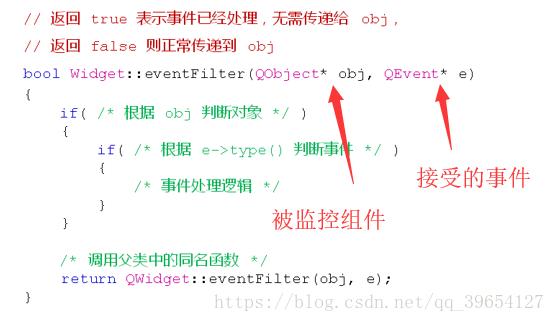 // 返回 true 表示事件已经处理，无需传递给 obj，
// 返回 false 则正常传递到 obj
bool Widget::eventFilter(QObject* obj, QEvent* e)
{
if( /* 根据 obj 判断对象 */ )
{
if( /* 根据 e->type() 判断事件 */ )
{
/* 事件处理逻辑 */
}
}
接受的事件
被监控组件
/* 调用父类中的同名函数 */
return QWidget::eventFilter(obj, e);
}
https://blog.csdn.net/qq_39654127